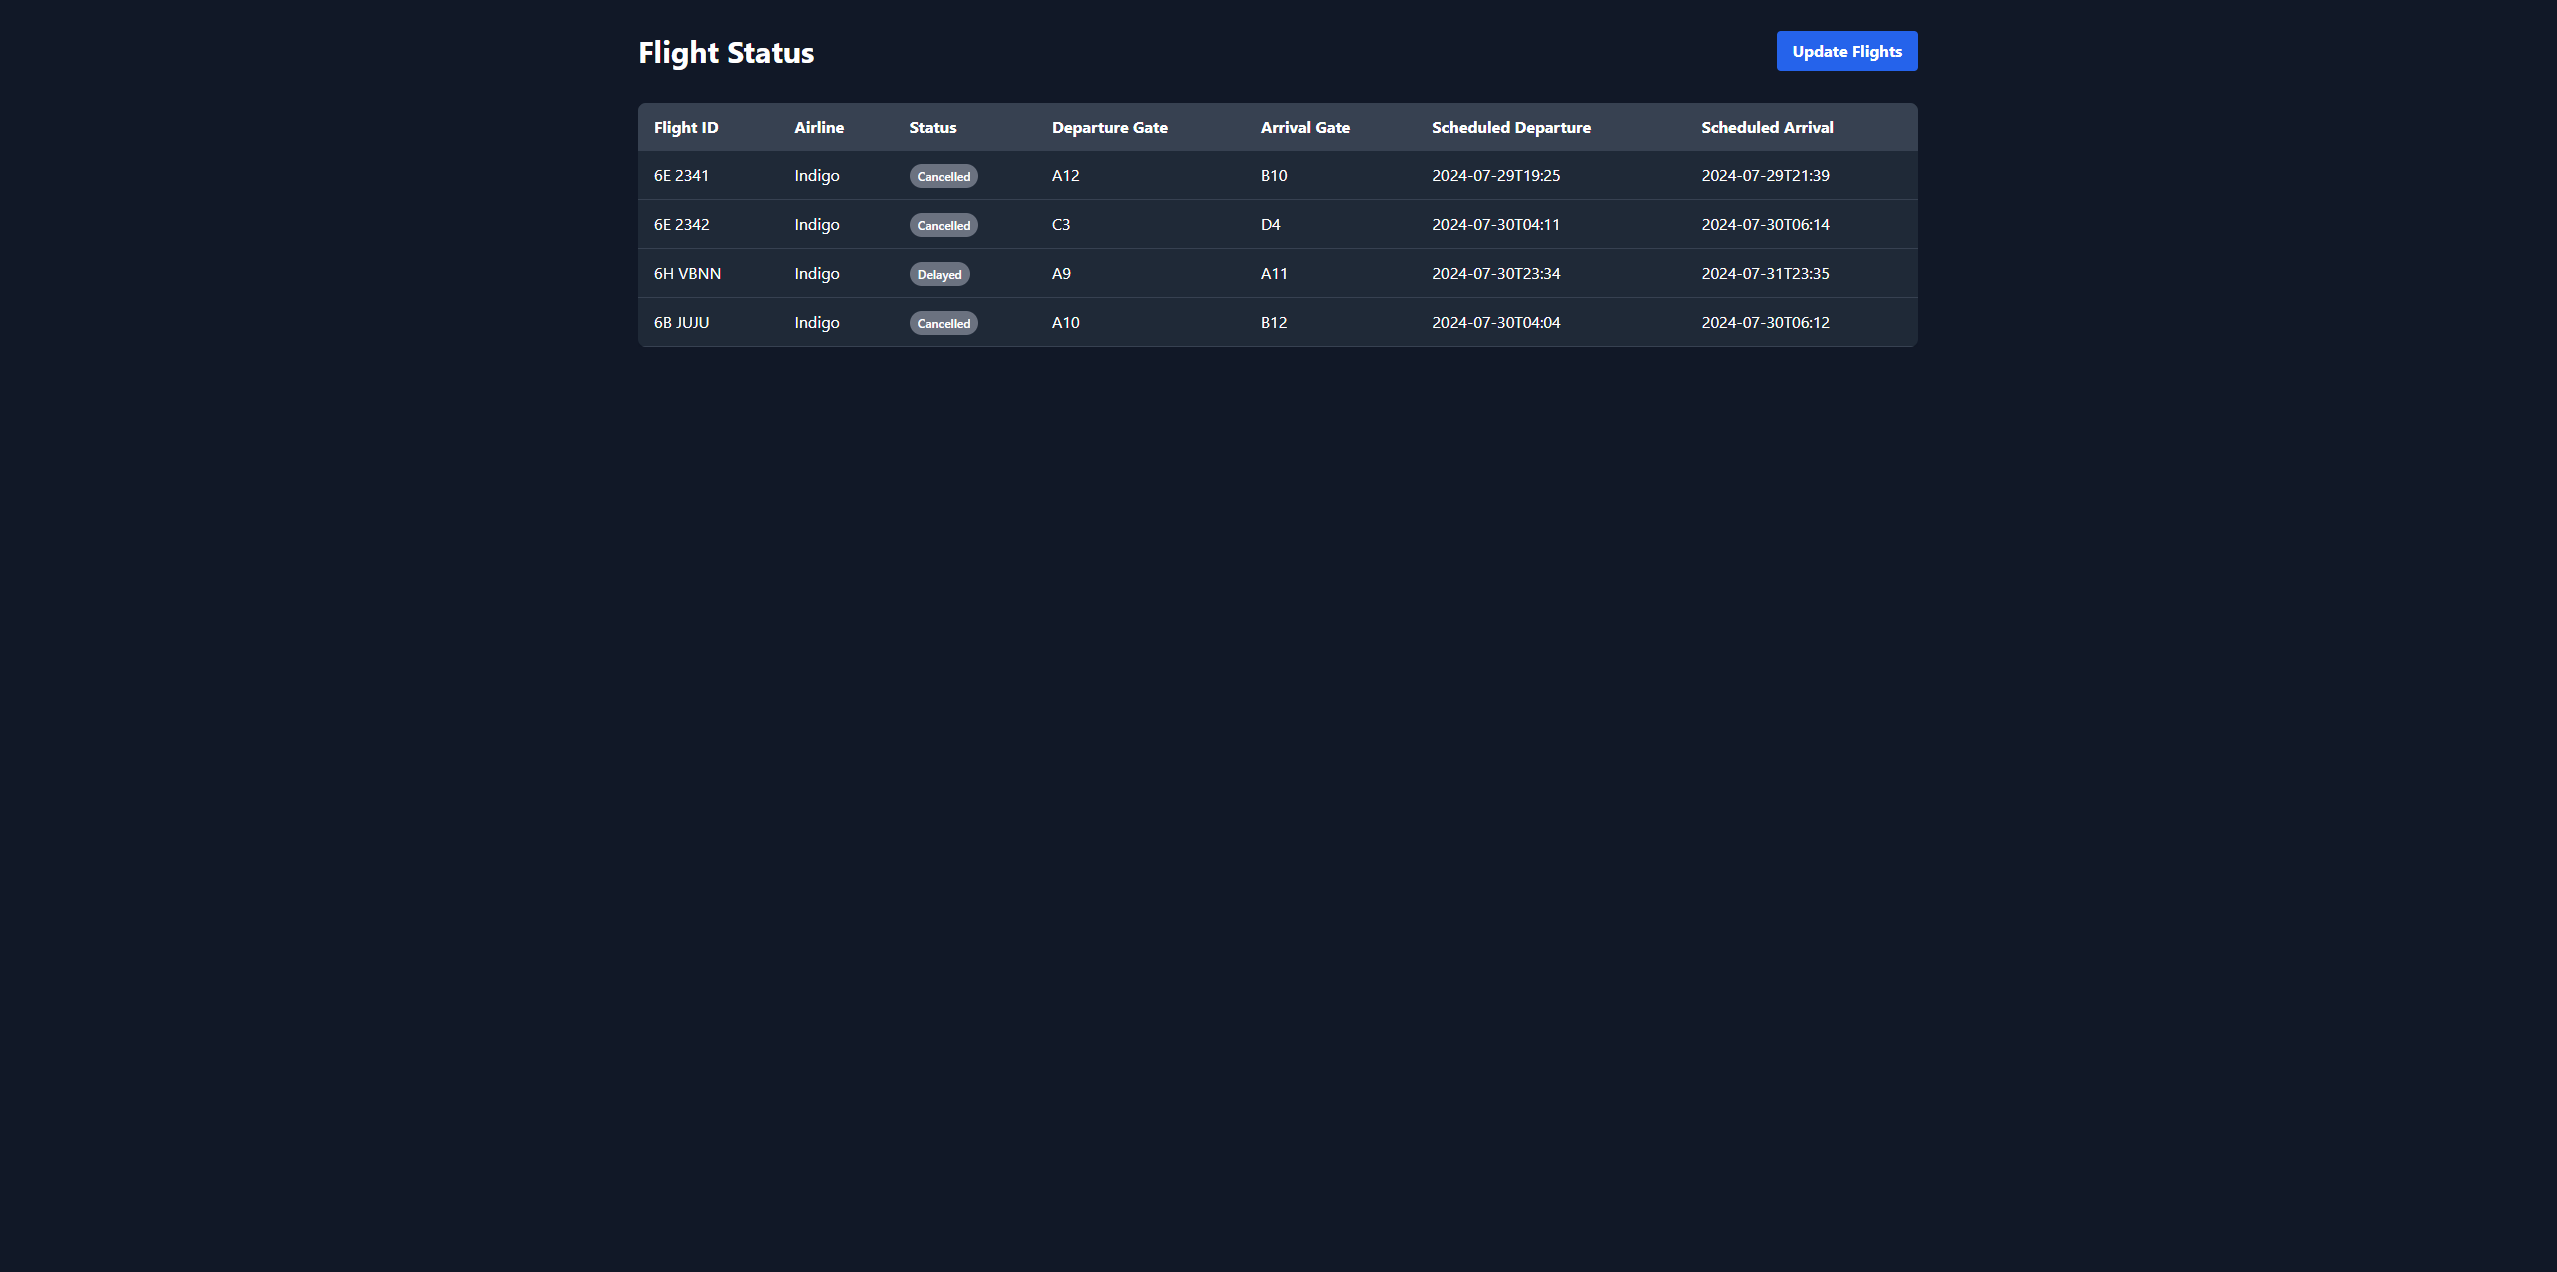 Flight Status
Update Flights
Flight ID Airline Status Departure Gate Arrival Gate Scheduled Departure Scheduled Arrival
6E 2341 Indigo Cancelled A12 B10 2024-07-29T19:25 2024-07-29T21:39
6E 2342 Indigo Cancelled C3 D4 2024-07-30T04:11 2024-07-30T06:14
6H VBNN Indigo Delayed A9 A11 2024-07-30T23:34 2024-07-31T23:35
6B JUJU Indigo Cancelled A10 B12 2024-07-30T04:04 2024-07-30T06:12